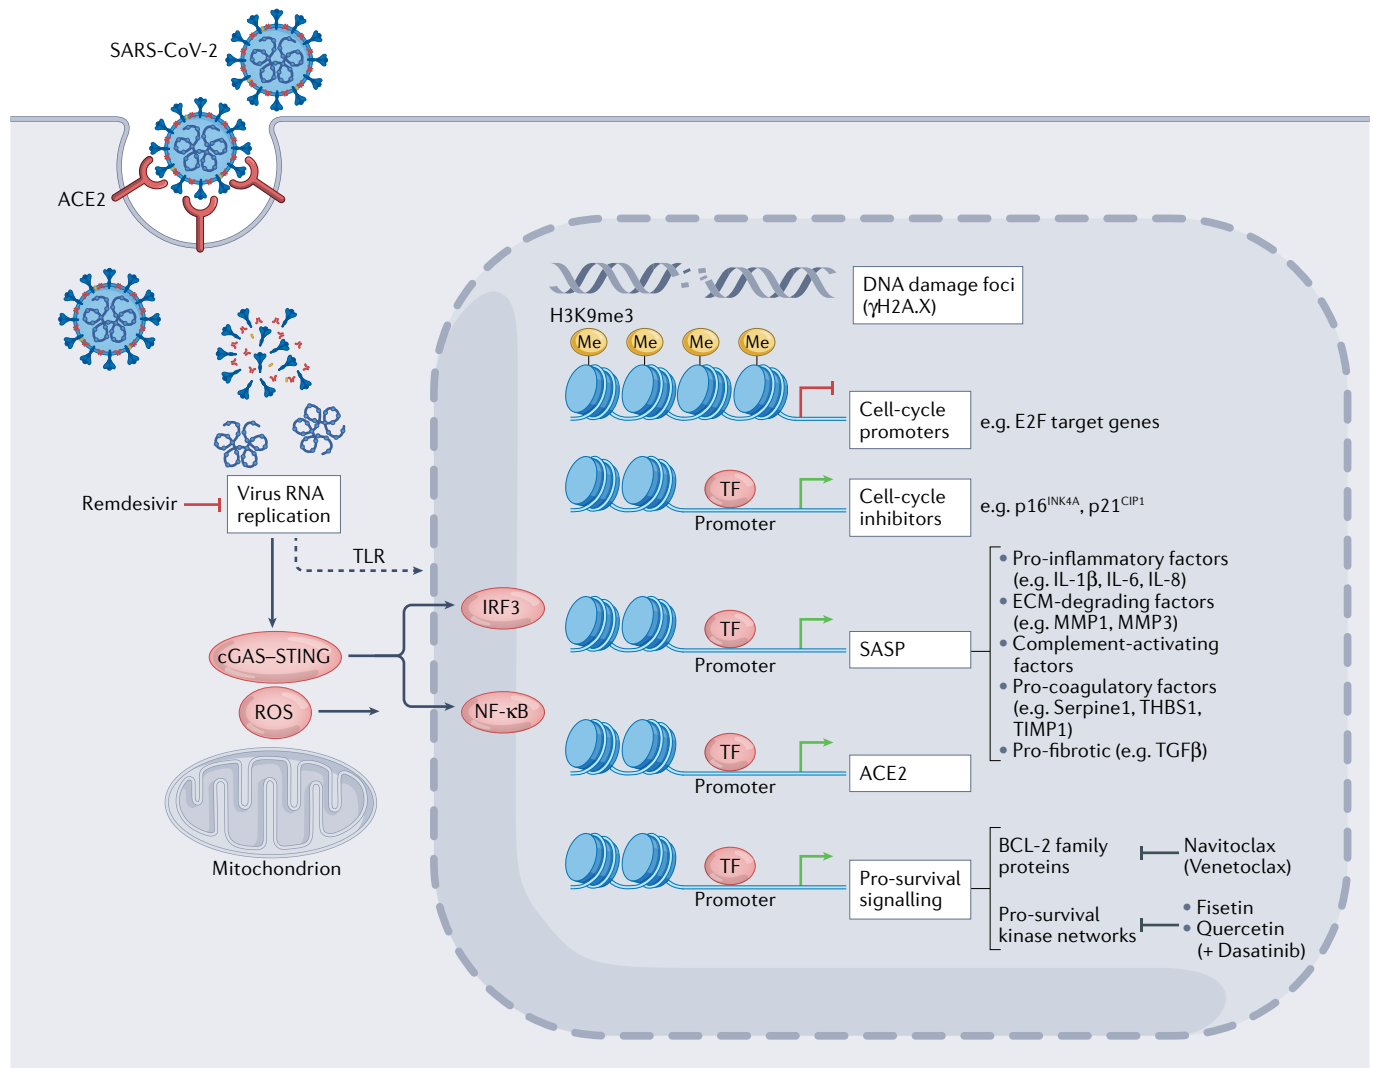 SARS-CoV-2
ACE2
DNA damage foci
(γH2A.X)
H3K9me3
Me
Me
Me
Me
Cell-cycle
promoters
e.g. E2F target genes
TF
Promoter
Cell-cycle
inhibitors
e.g. p16INK4A, p21CIP1
Remdesivir
Virus RNA
replication
TLR
cGAS–STING
ROS
Mitochondrion
IRF3
NF-κB
TF
Promoter
SASP
• Pro-inflammatory factors
(e.g. IL-1β, IL-6, IL-8)
• ECM-degrading factors
(e.g. MMP1, MMP3)
• Complement-activating
factors
• Pro-coagulatory factors
(e.g. Serpine1, THBS1,
TIMP1)
• Pro-fibrotic (e.g. TGFβ)
TF
Promoter
ACE2
TF
Promoter
Pro-survival
signalling
BCL-2 family
proteins
Navitoclax
(Venetoclax)
Pro-survival
kinase networks
• Fisetin
• Quercetin
(+ Dasatinib)